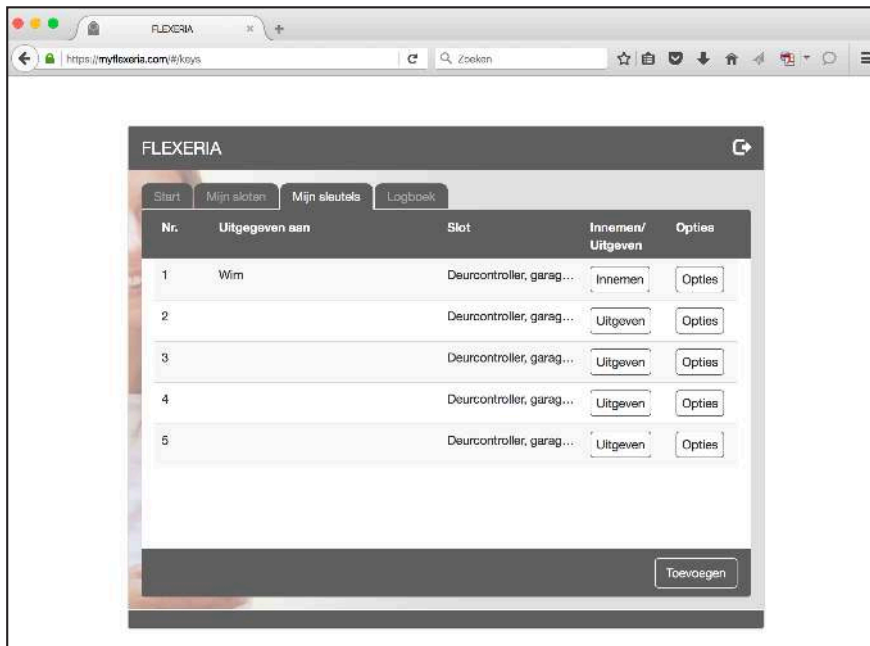 FLEXERIA
https://myflexeria.com/#/keys
Zoeken
FLEXERIA
Start Mijn sloten Mijn sleutels Logboek
Nr. Uitgegeven aan Slot Innemen/ Opties
Uitgeven
1 Wim Deurcontroller, garag... Innemen Opties
2 Deurcontroller, garag... Uitgeven Opties
3 Deurcontroller, garag... Uitgeven Opties
4 Deurcontroller, garag... Uitgeven Opties
5 Deurcontroller, garag... Uitgeven Opties
Toevoegen